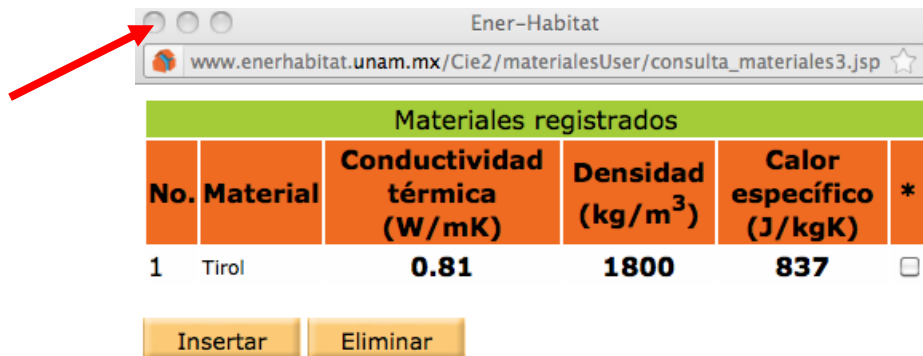 Ener-Habitat
www.enerhabitat.unam.mx/Cie2/materialesUser/consulta_materiales3.jsp
Materiales registrados
No. Material Conductividad térmica (W/mK) Densidad (kg/m³) Calor específico (J/kgK) *
1 Tirol 0.81 1800 837
Insertar Eliminar